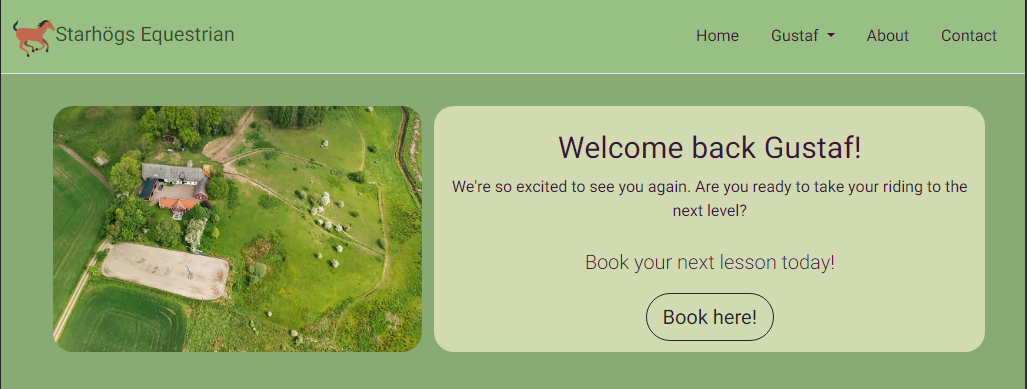 Starhögs Equestrian
Home
Gustaf
About
Contact
Welcome back Gustaf!
We're so excited to see you again. Are you ready to take your riding to the
next level?
Book your next lesson today!
Book here!